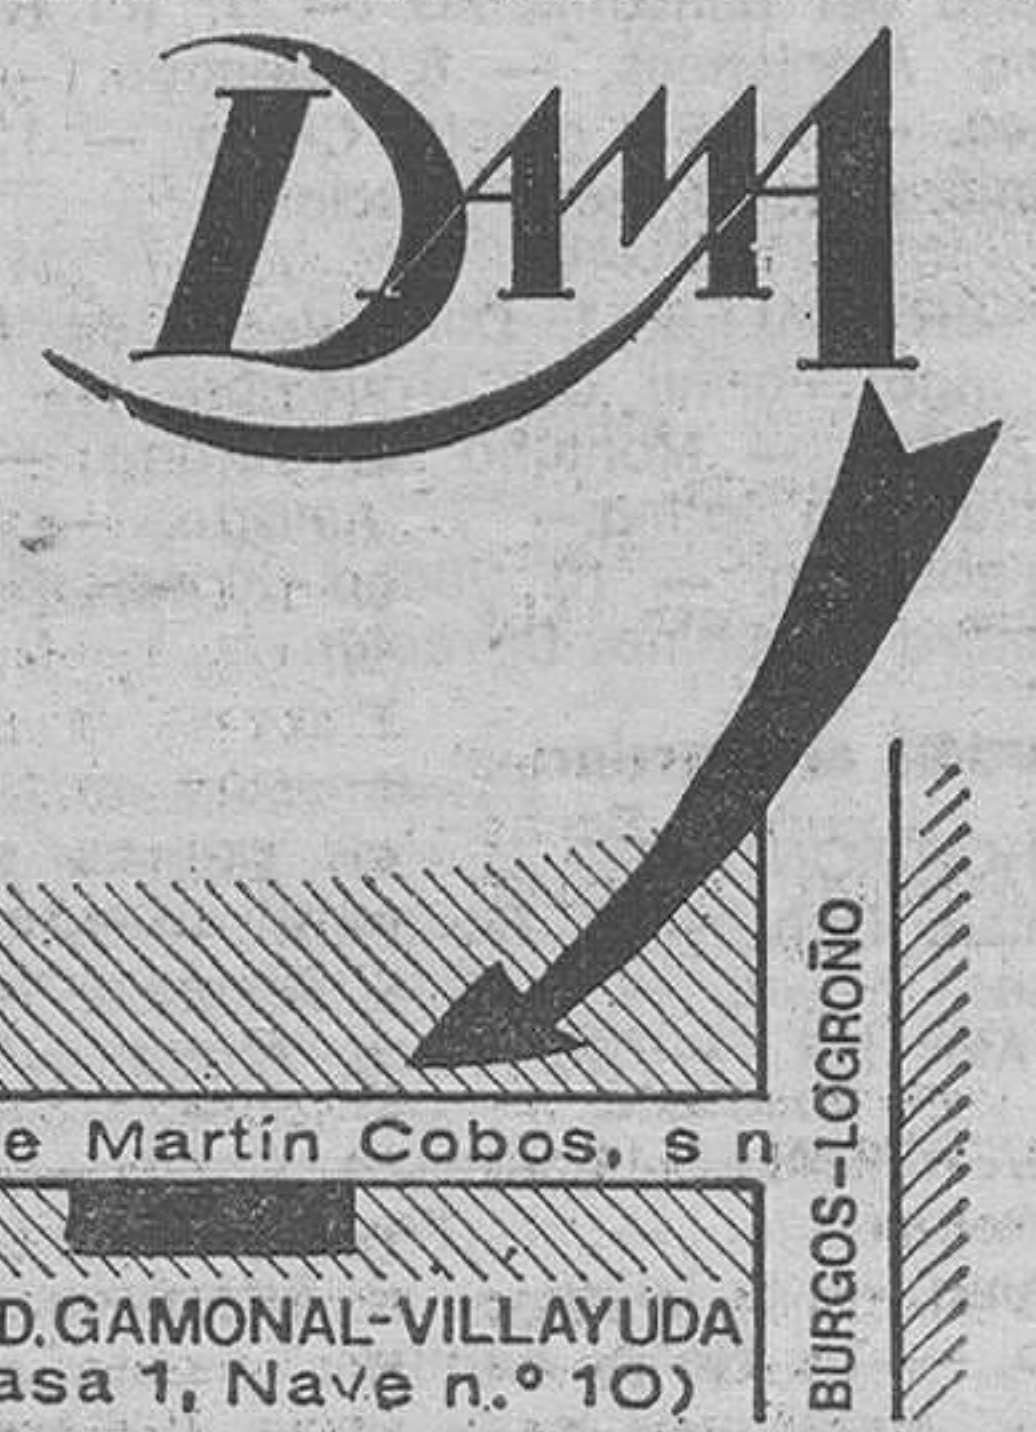 DAMA
BURGOS-LOGROÑO
e Martín Cobos, s n
D. GAMONAL-VILLAYUDA
asa 1, Nave n.º 10)